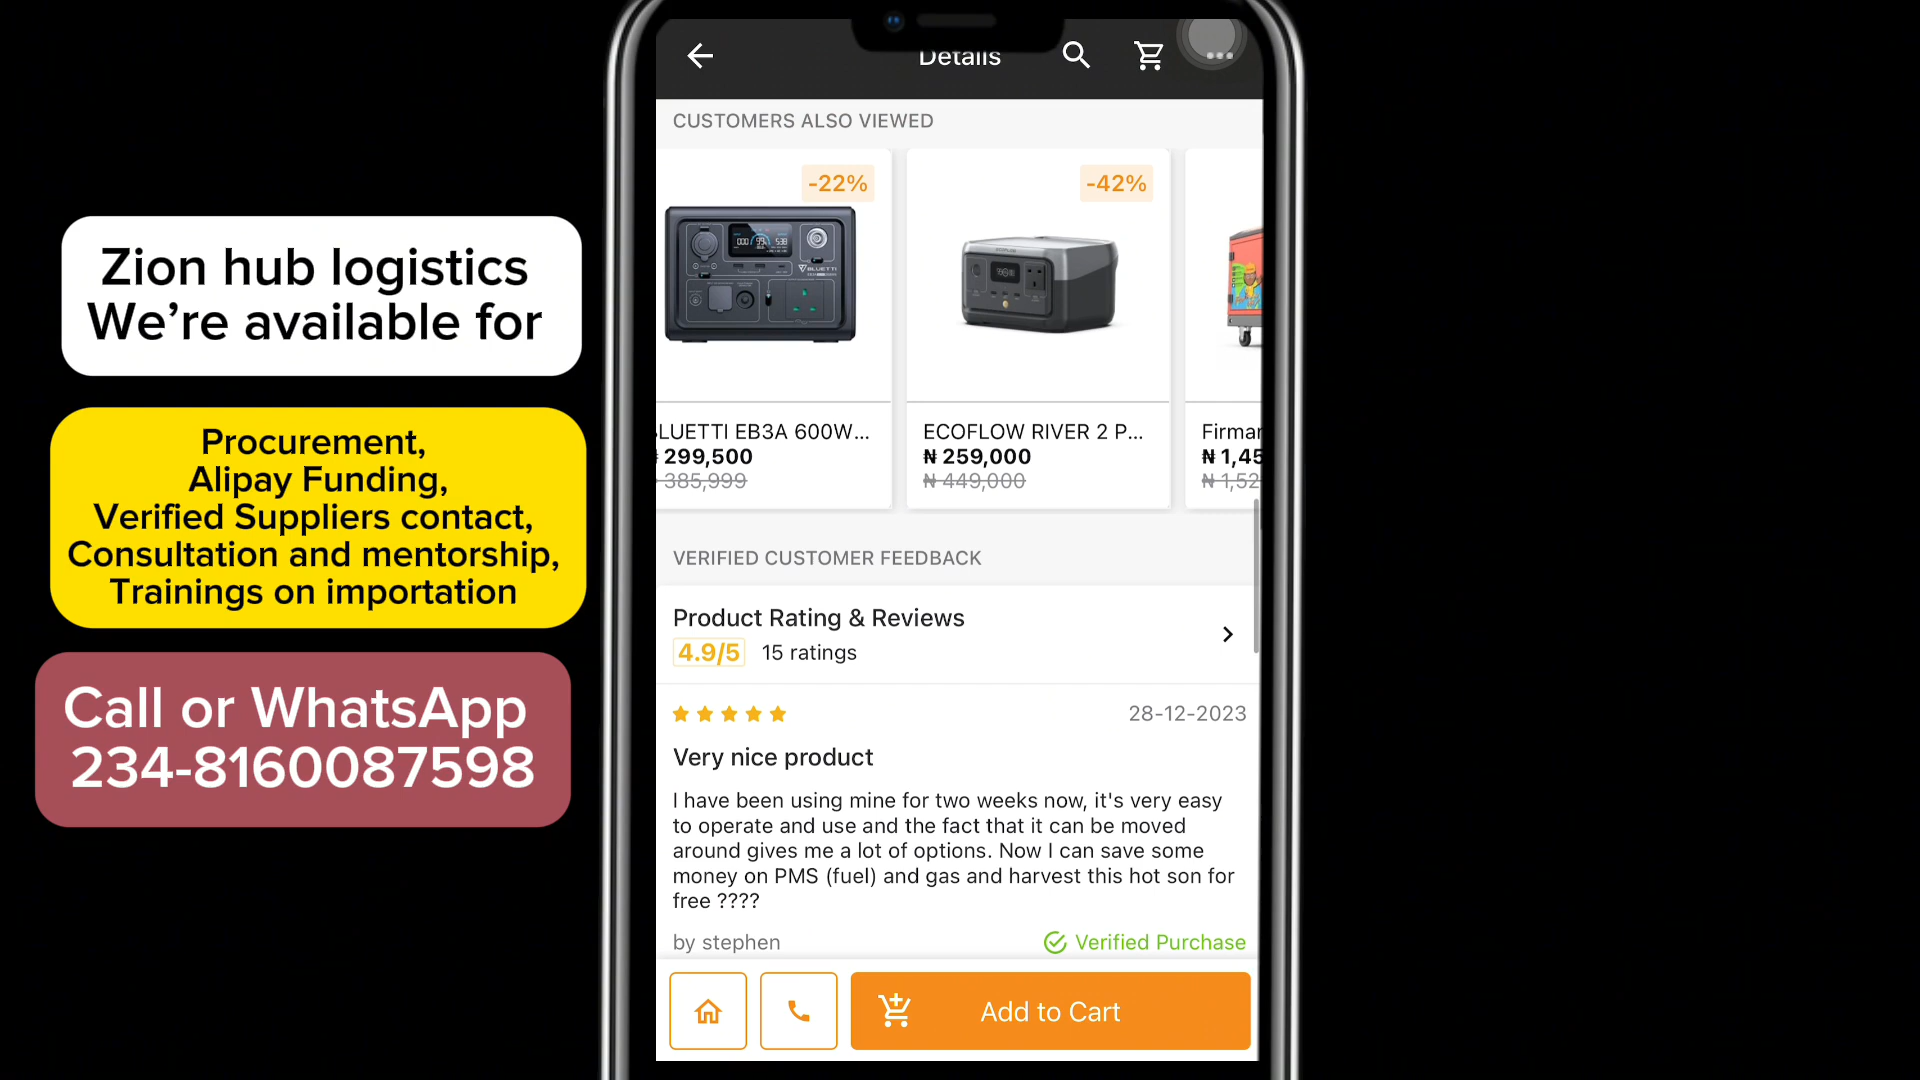 Zion hub logistics
We're available for
Procurement,
Alipay Funding,
Verified Suppliers contact,
Consultation and mentorship,
Trainings on importation
Call or WhatsApp
234-8160087598
Details
CUSTOMERS ALSO VIEWED
-22%
-42%
BLUETTI
ECOFLOW
LUETTI EB3A 600W...
299,500
385,999
ECOFLOW RIVER 2 P...
₦ 259,000
₦ 449,000
Firmar
₦ 1,45
₦ 1,52
VERIFIED CUSTOMER FEEDBACK
Product Rating & Reviews
4.9/5 15 ratings
28-12-2023
Very nice product
I have been using mine for two weeks now, it's very easy
to operate and use and the fact that it can be moved
around gives me a lot of options. Now I can save some
money on PMS (fuel) and gas and harvest this hot son for
free ????
by stephen
Verified Purchase
Add to Cart